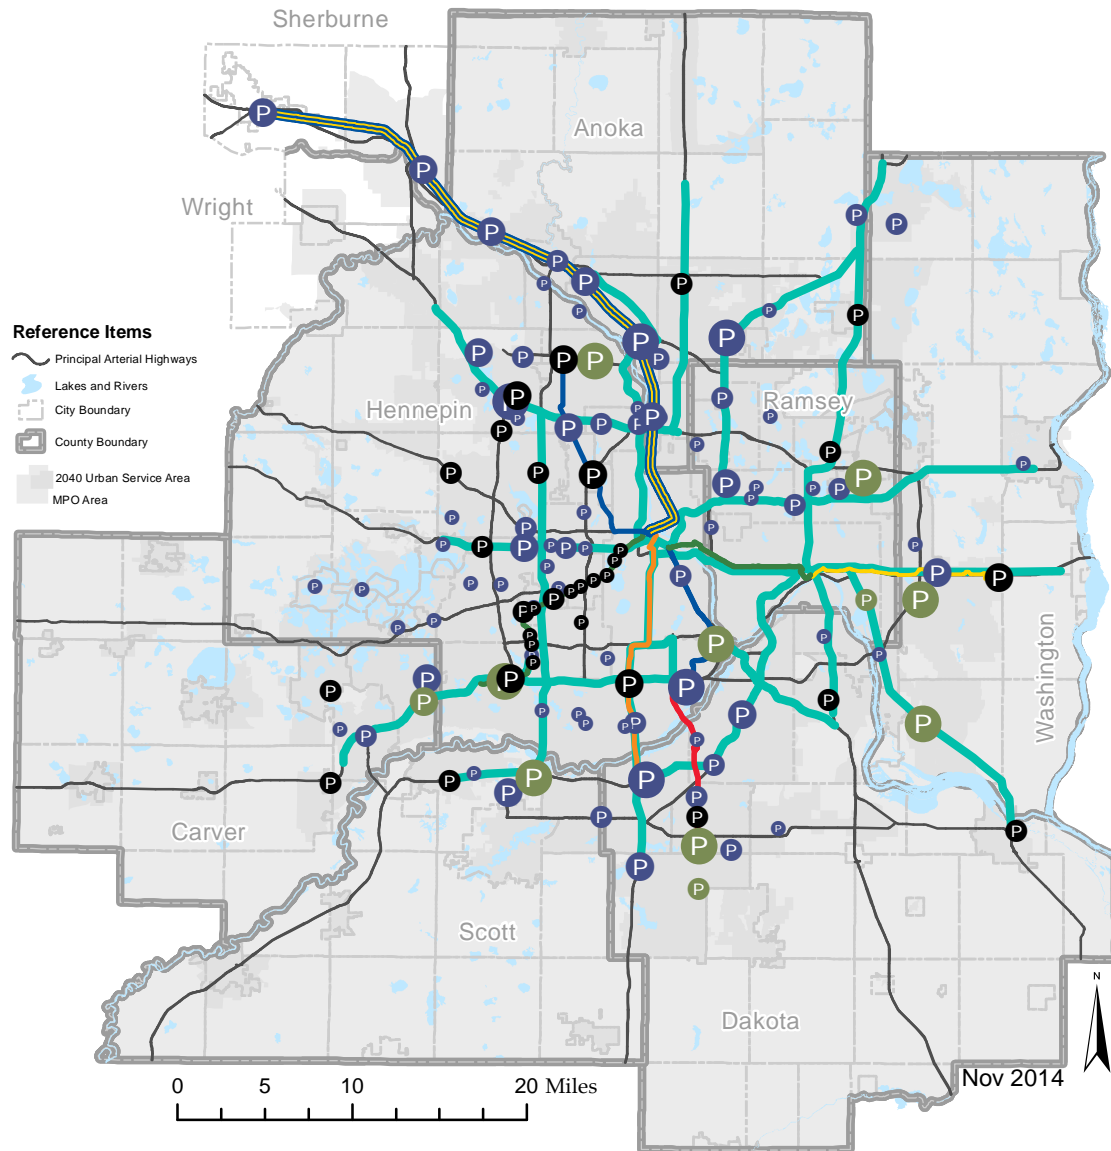 Sherburne
Anoka
Wright
Reference Items
Principal Arterial Highways
Lakes and Rivers
City Boundary
County Boundary
2040 Urban Service Area
MPO Area
Hennepin
Ramsey
Washington
Carver
Scott
Dakota
N
Nov 2014
0 5 10 20 Miles
P P P P P P P P P P P P P P P P P P P P P P P P P P P P P P P P P P P P P P P P P P P P P P P P P P P P P P P P P P P P P P P P P P P P P P P P P P P P P P P P P P P P P P P P P P P P P P P P P P P P P P P P P P P P P P P P